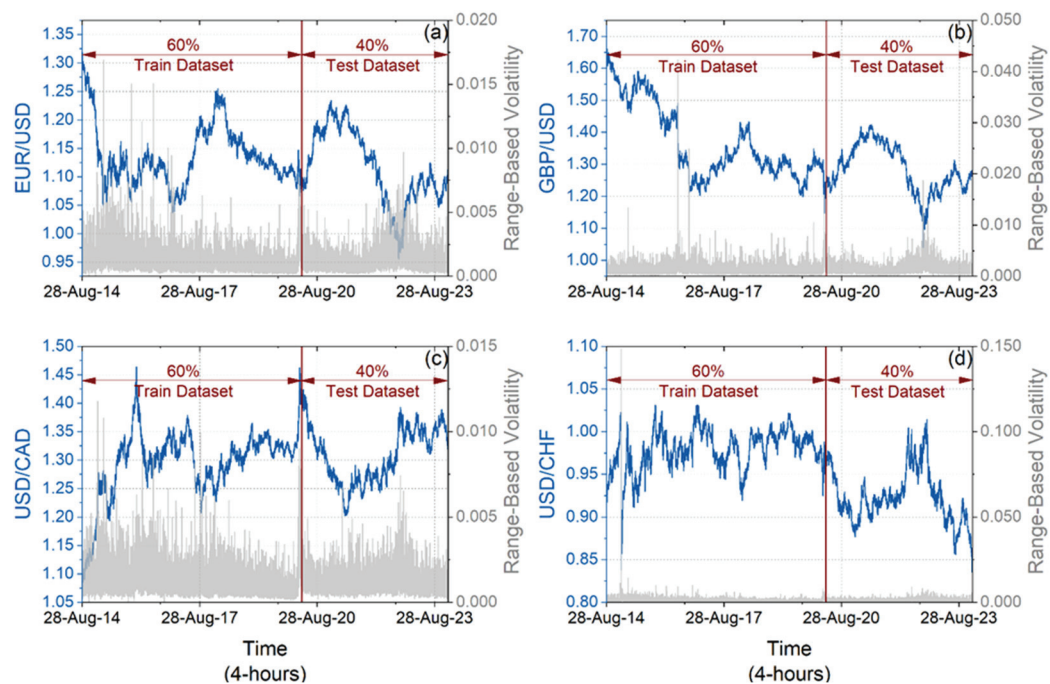 (a)
60%
40%
Train Dataset
Test Dataset
EUR/USD
1.35
1.30
1.25
1.20
1.15
1.10
1.05
1.00
0.95
Range-Based Volatility
0.020
0.015
0.010
0.005
0.000
28-Aug-14 28-Aug-17 28-Aug-20 28-Aug-23
(b)
60%
40%
Train Dataset
Test Dataset
GBP/USD
1.70
1.60
1.50
1.40
1.30
1.20
1.10
1.00
Range-Based Volatility
0.050
0.040
0.030
0.020
0.010
0.000
28-Aug-14 28-Aug-17 28-Aug-20 28-Aug-23
(c)
60%
40%
Train Dataset
Test Dataset
USD/CAD
1.50
1.45
1.40
1.35
1.30
1.25
1.20
1.15
1.10
1.05
Range-Based Volatility
0.015
0.010
0.005
0.000
28-Aug-14 28-Aug-17 28-Aug-20 28-Aug-23
Time
(4-hours)
(d)
60%
40%
Train Dataset
Test Dataset
USD/CHF
1.10
1.05
1.00
0.95
0.90
0.85
0.80
Range-Based Volatility
0.150
0.100
0.050
0.000
28-Aug-14 28-Aug-17 28-Aug-20 28-Aug-23
Time
(4-hours)